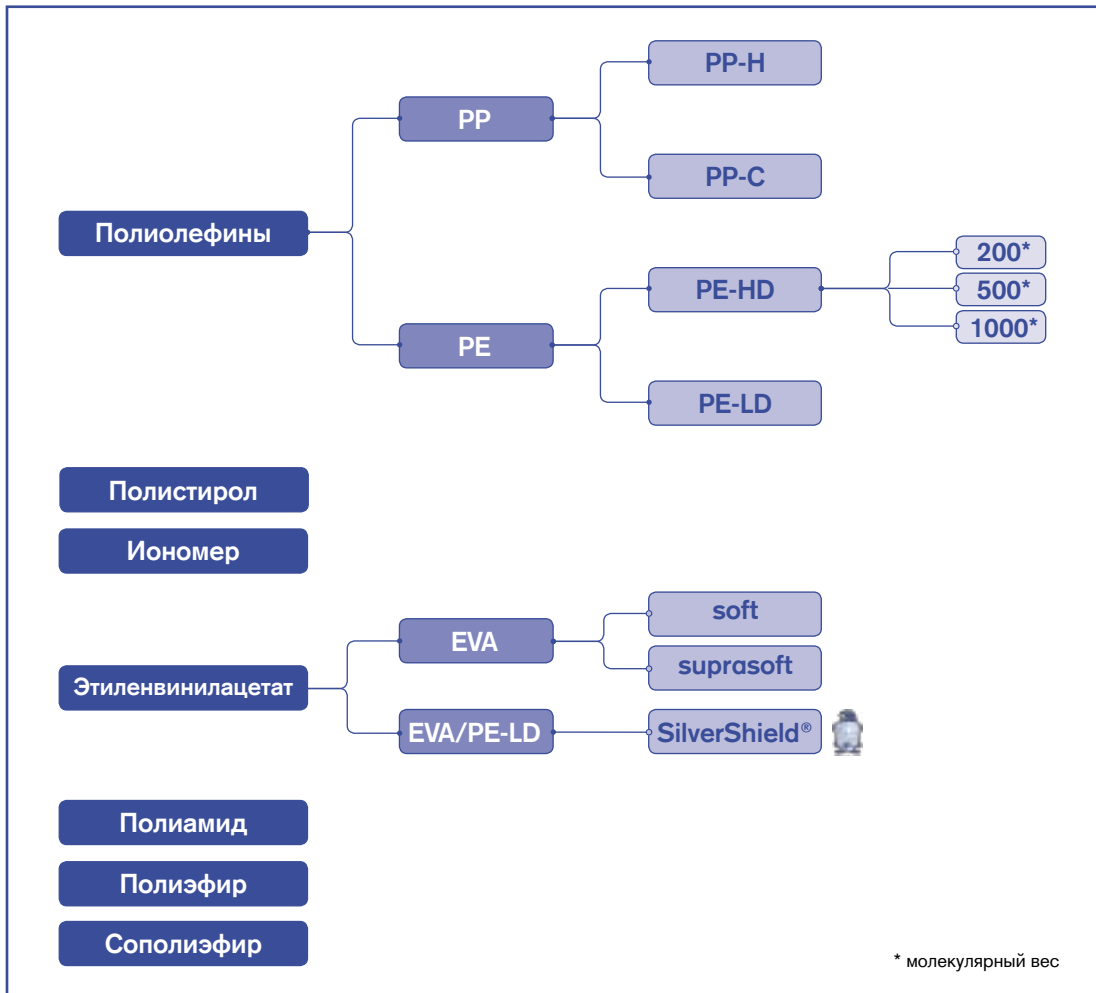 PP-H
PP
PP-C
Полиолефины
200*
PE-HD
500*
1000*
PE
PE-LD
Полистирол
Иономер
soft
EVA
suprasoft
Этиленвинилацетат
EVA/PE-LD
SilverShield®
Полиамид
Полиэфир
Сополиэфир
* молекулярный вес